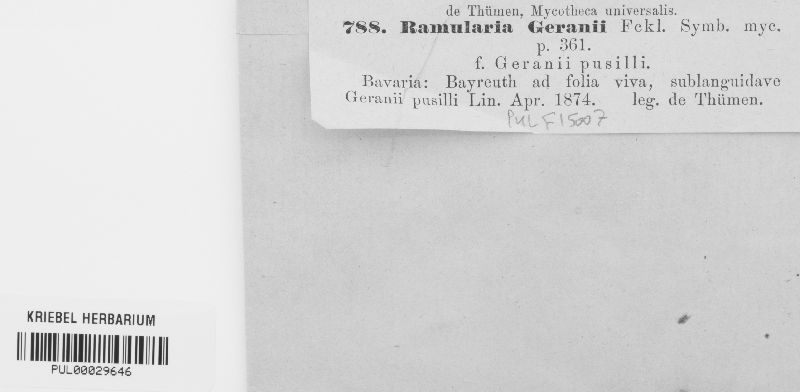 de Thümen, Mycotheca universalis.
788. Ramularia Geranii Fckl. Symb. myc.
p. 361.
f. Geranii pusilli.
Bavaria: Bayreuth ad folia viva, sublanguidave
Geranii pusilli Lin. Apr. 1874. leg. de Thümen.
PUL F15007
KRIEBEL HERBARIUM
PUL00029646